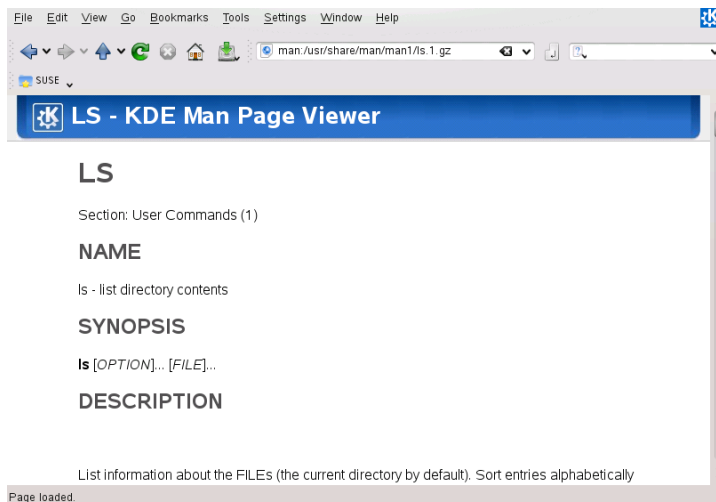 File Edit View Go Bookmarks Tools Settings Window Help
man:/usr/share/man/man1/ls.1.gz
SUSE
LS - KDE Man Page Viewer
LS
Section: User Commands (1)
NAME
ls - list directory contents
SYNOPSIS
ls [OPTION]... [FILE]...
DESCRIPTION
List information about the FILEs (the current directory by default). Sort entries alphabetically
Page loaded.